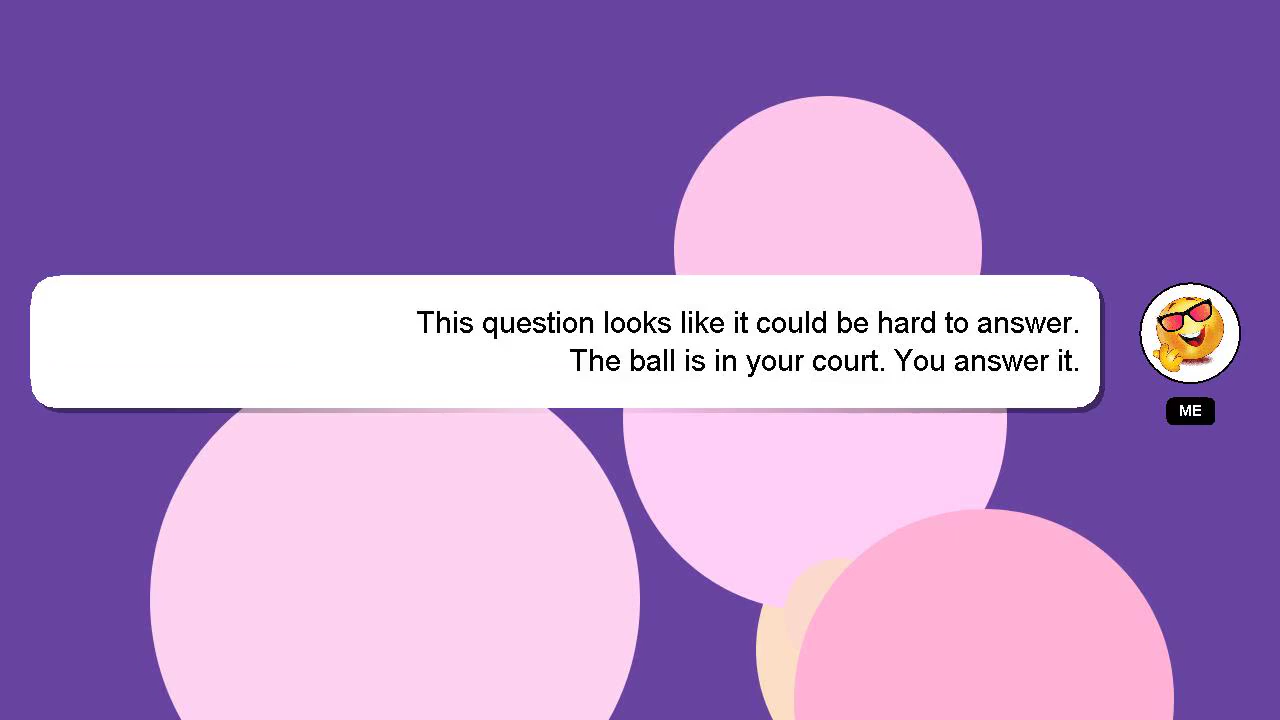 This question looks like it could be hard to answer.
The ball is in your court. You answer it.
ME